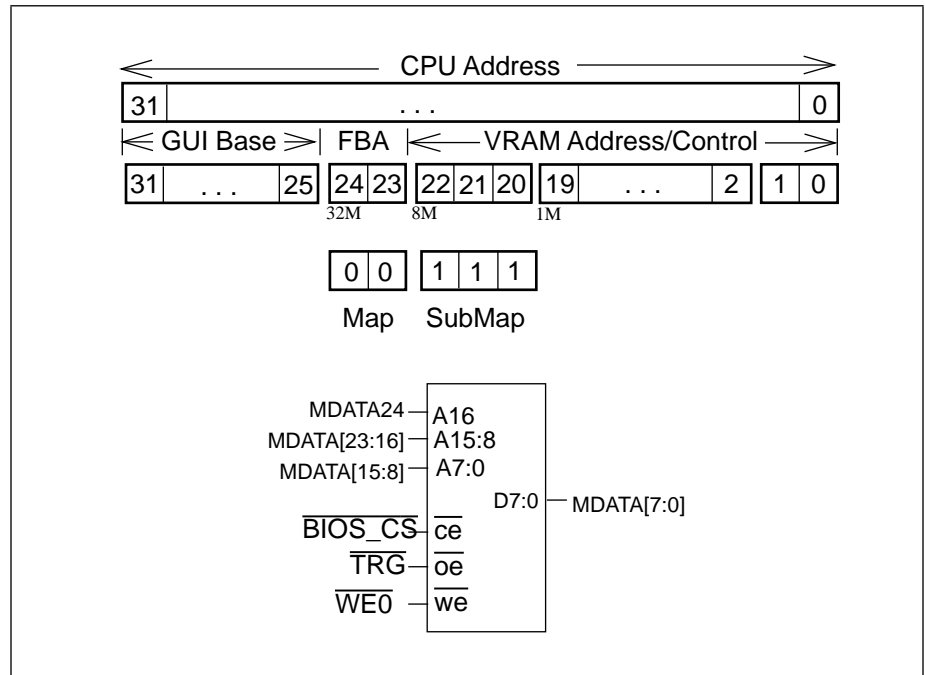 CPU Address
31 . . . 0
GUI Base FBA VRAM Address/Control
31 . . . 25 24 23 22 21 20 19 . . . 2 1 0
32M 8M 1M
0 0 1 1 1
Map SubMap
MDATA24 A16
MDATA[23:16] A15:8
MDATA[15:8] A7:0
D7:0 MDATA[7:0]
BIOS_CS ce
TRG oe
WE0 we